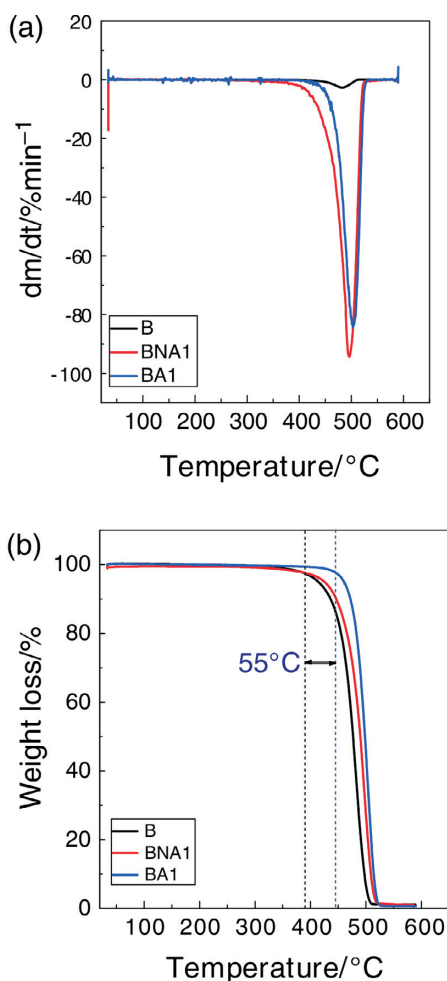 (a)
20
0
-20
-40
-60
-80
-100
dm/dt/%min⁻¹
B
BNA1
BA1
100 200 300 400 500 600
Temperature/°C
(b)
100
80
60
40
20
0
Weight loss/%
55°C
B
BNA1
BA1
100 200 300 400 500 600
Temperature/°C